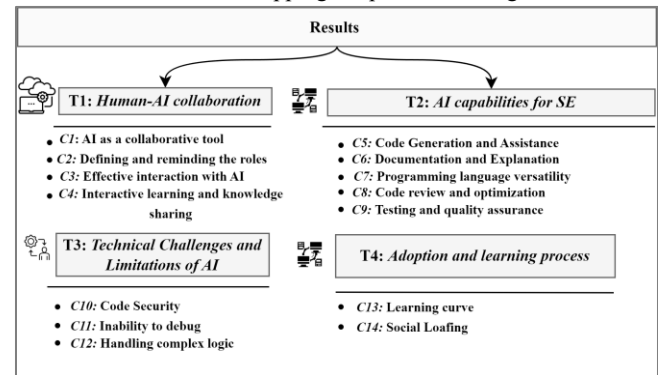 Results
T1: Human-AI collaboration
C1: AI as a collaborative tool
C2: Defining and reminding the roles
C3: Effective interaction with AI
C4: Interactive learning and knowledge
sharing
T2: AI capabilities for SE
C5: Code Generation and Assistance
C6: Documentation and Explanation
C7: Programming language versatility
C8: Code review and optimization
C9: Testing and quality assurance
T3: Technical Challenges and
Limitations of AI
C10: Code Security
C11: Inability to debug
C12: Handling complex logic
T4: Adoption and learning process
C13: Learning curve
C14: Social Loafing